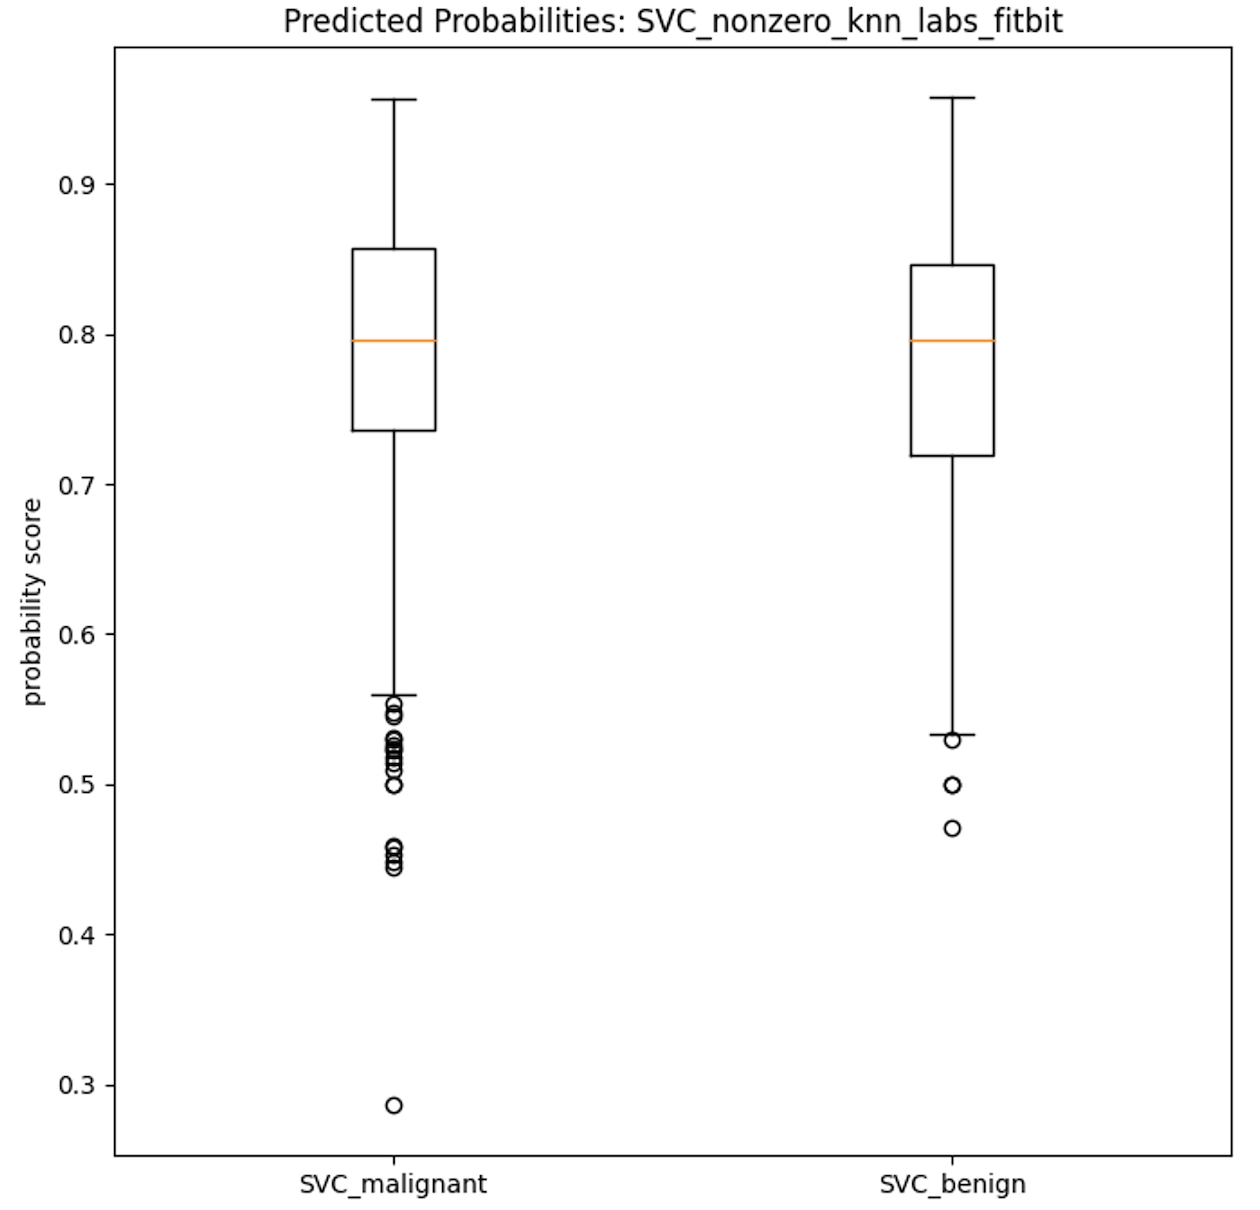 Predicted Probabilities: SVC_nonzero_knn_labs_fitbit
probability score
0.9
0.8
0.7
0.6
0.5
0.4
0.3
SVC_malignant
SVC_benign